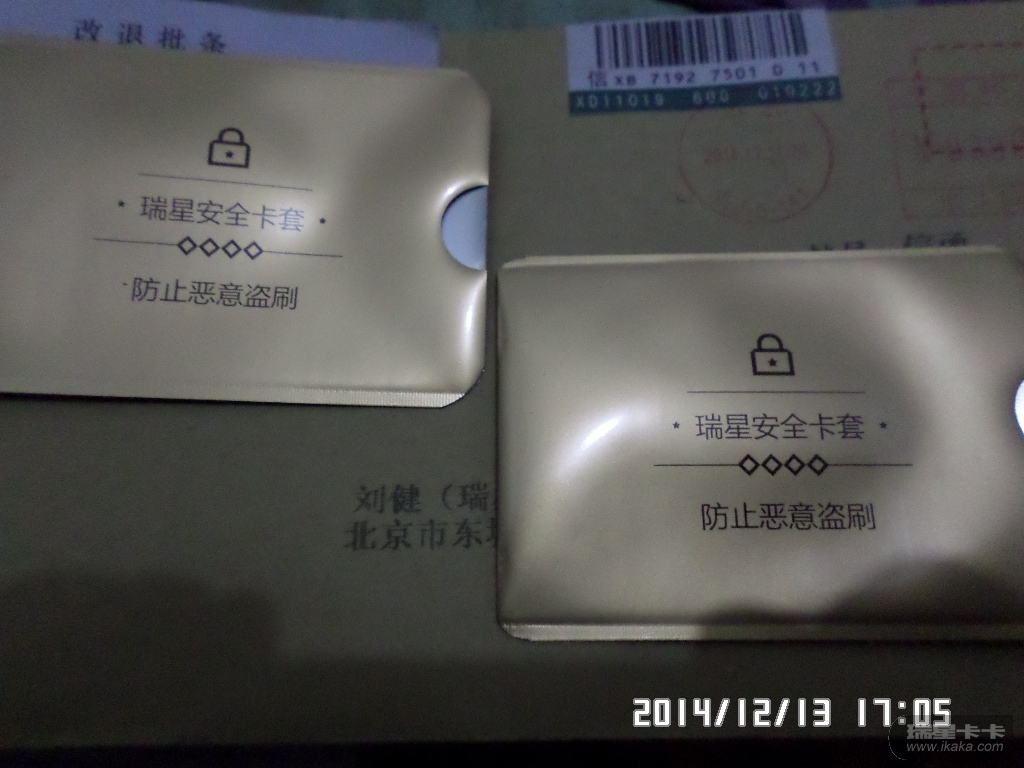 改退批条
信 XB 7192 7501 0 11
XD11019 600 019222
瑞星安全卡套
防止恶意盗刷
瑞星安全卡套
防止恶意盗刷
刘健（瑞
北京市东
2014/12/13 17:05
瑞星卡卡
www.ikaka.com